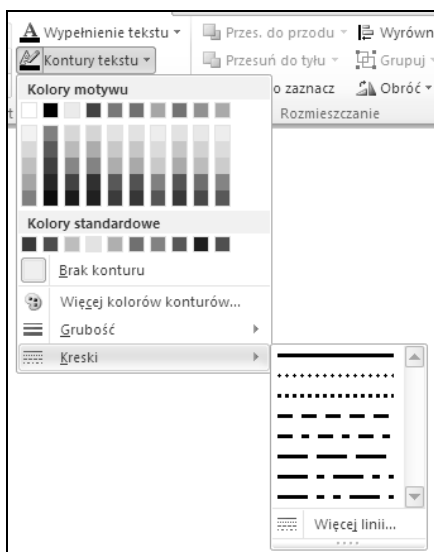 Wypełnienie tekstu Przes. do przodu Wyrówn
Kontury tekstu Przesuń do tyłu Grupuj
Kolory motywu o zaznacz Obróć
Rozmieszczanie
Kolory standardowe
Brak konturu
Więcej kolorów konturów...
Grubość
Kreski
Więcej linii...